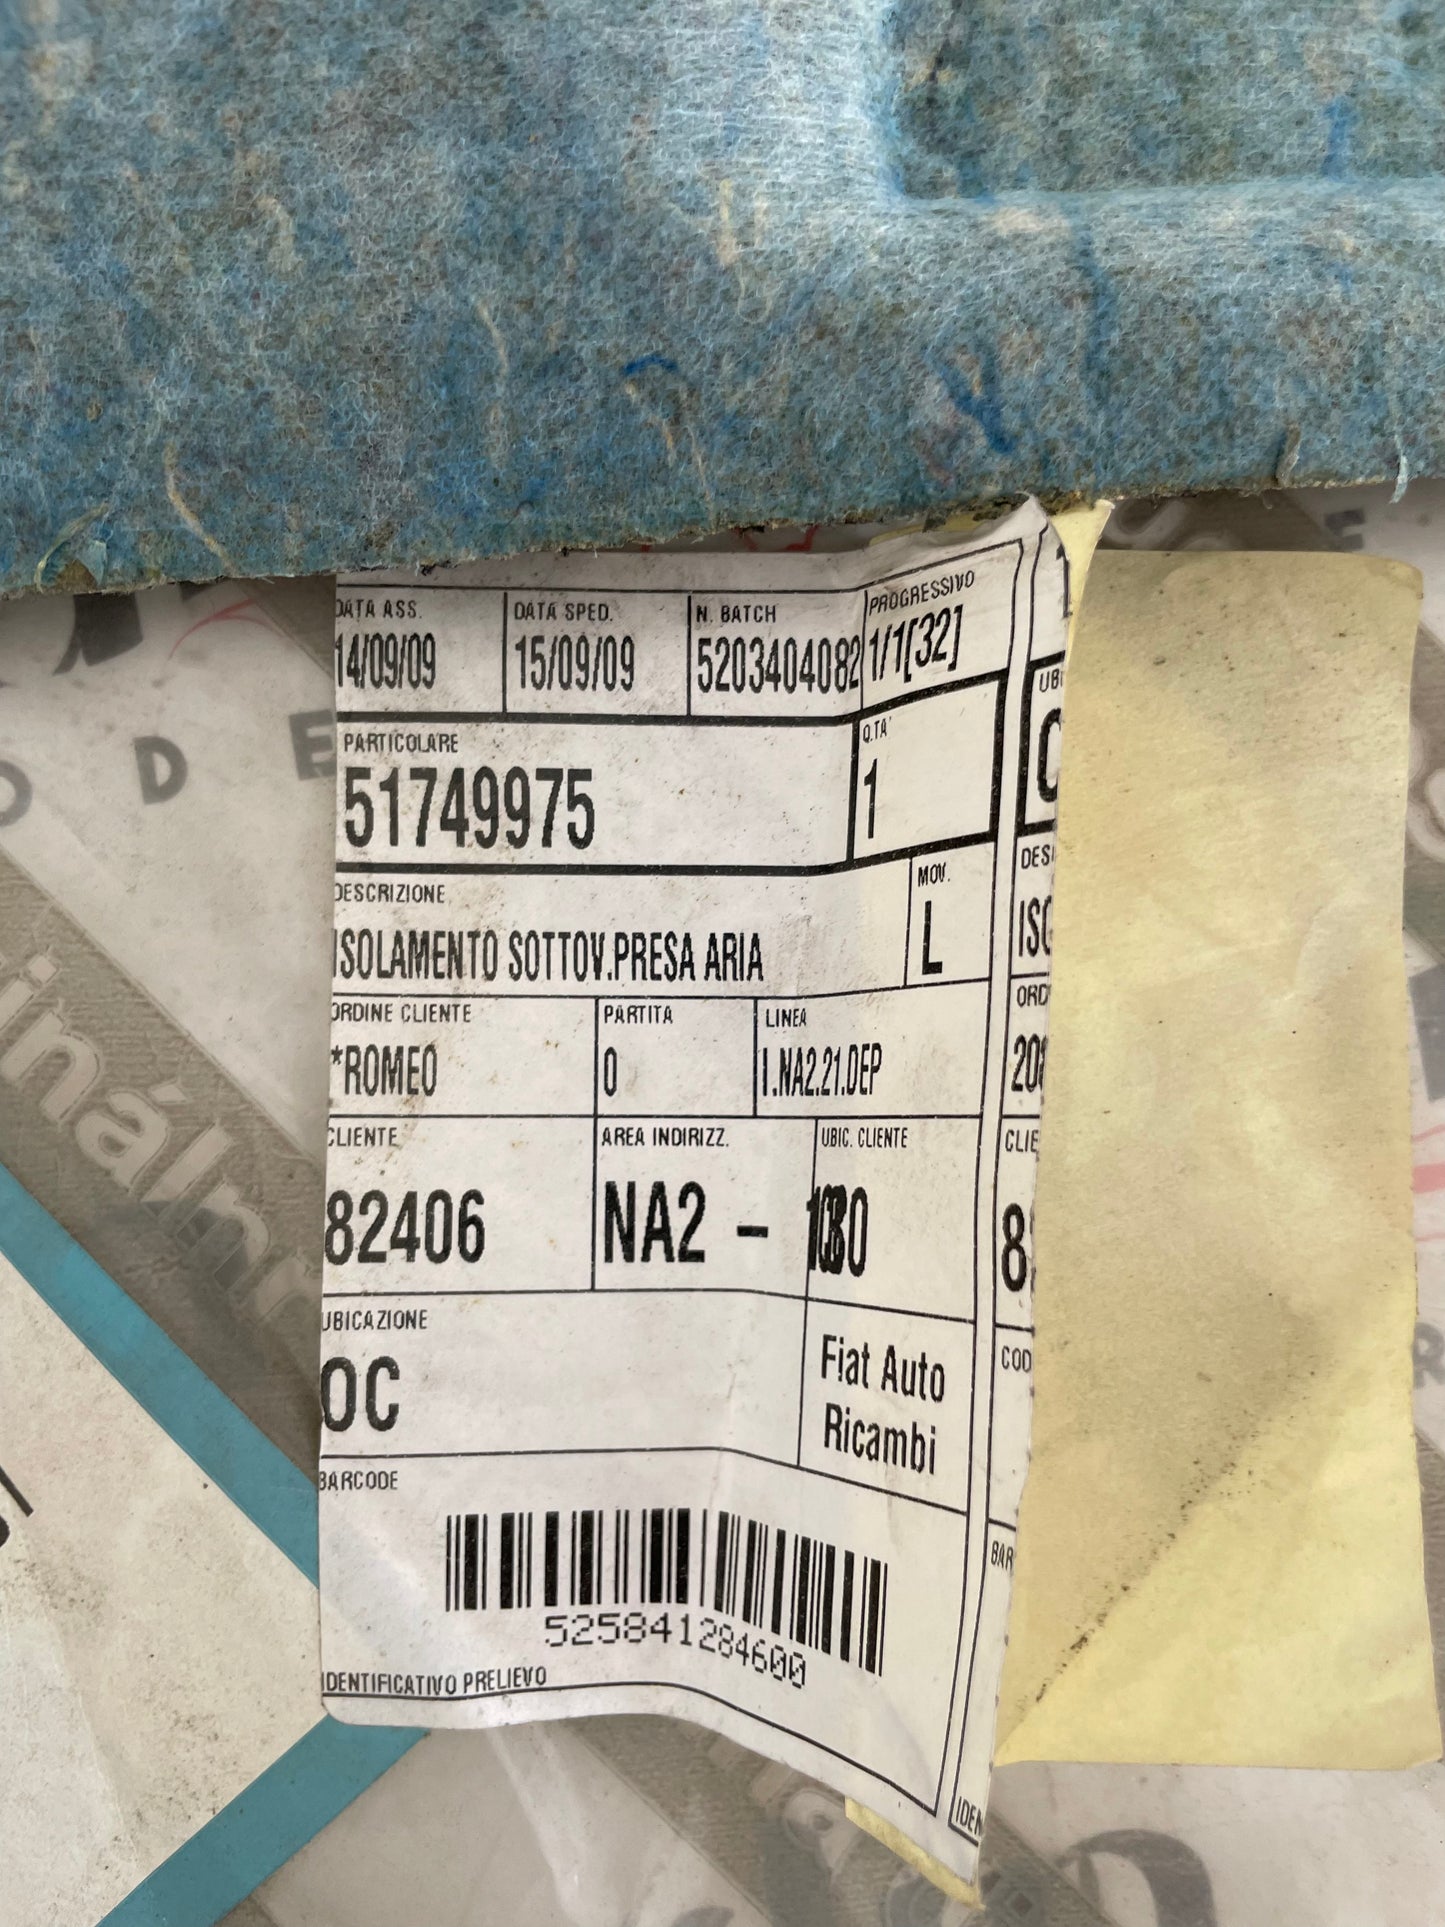 DATA ASS.
14/09/09
DATA SPED.
15/09/09
N. BATCH
5203404082
PROGRESSIVO
1/1[32]
PARTICOLARE
51749975
Q.TA'
1
DESCRIZIONE
ISOLAMENTO SOTTOV.PRESA ARIA
MOV.
L
ORDINE CLIENTE
*ROMEO
PARTITA
0
LINEA
I.NA2.21.DEP
CLIENTE
82406
AREA INDIRIZZ.
NA2 -
UBIC. CLIENTE
UBICAZIONE
OC
Fiat Auto
Ricambi
BARCODE
525841284600
IDENTIFICATIVO PRELIEVO